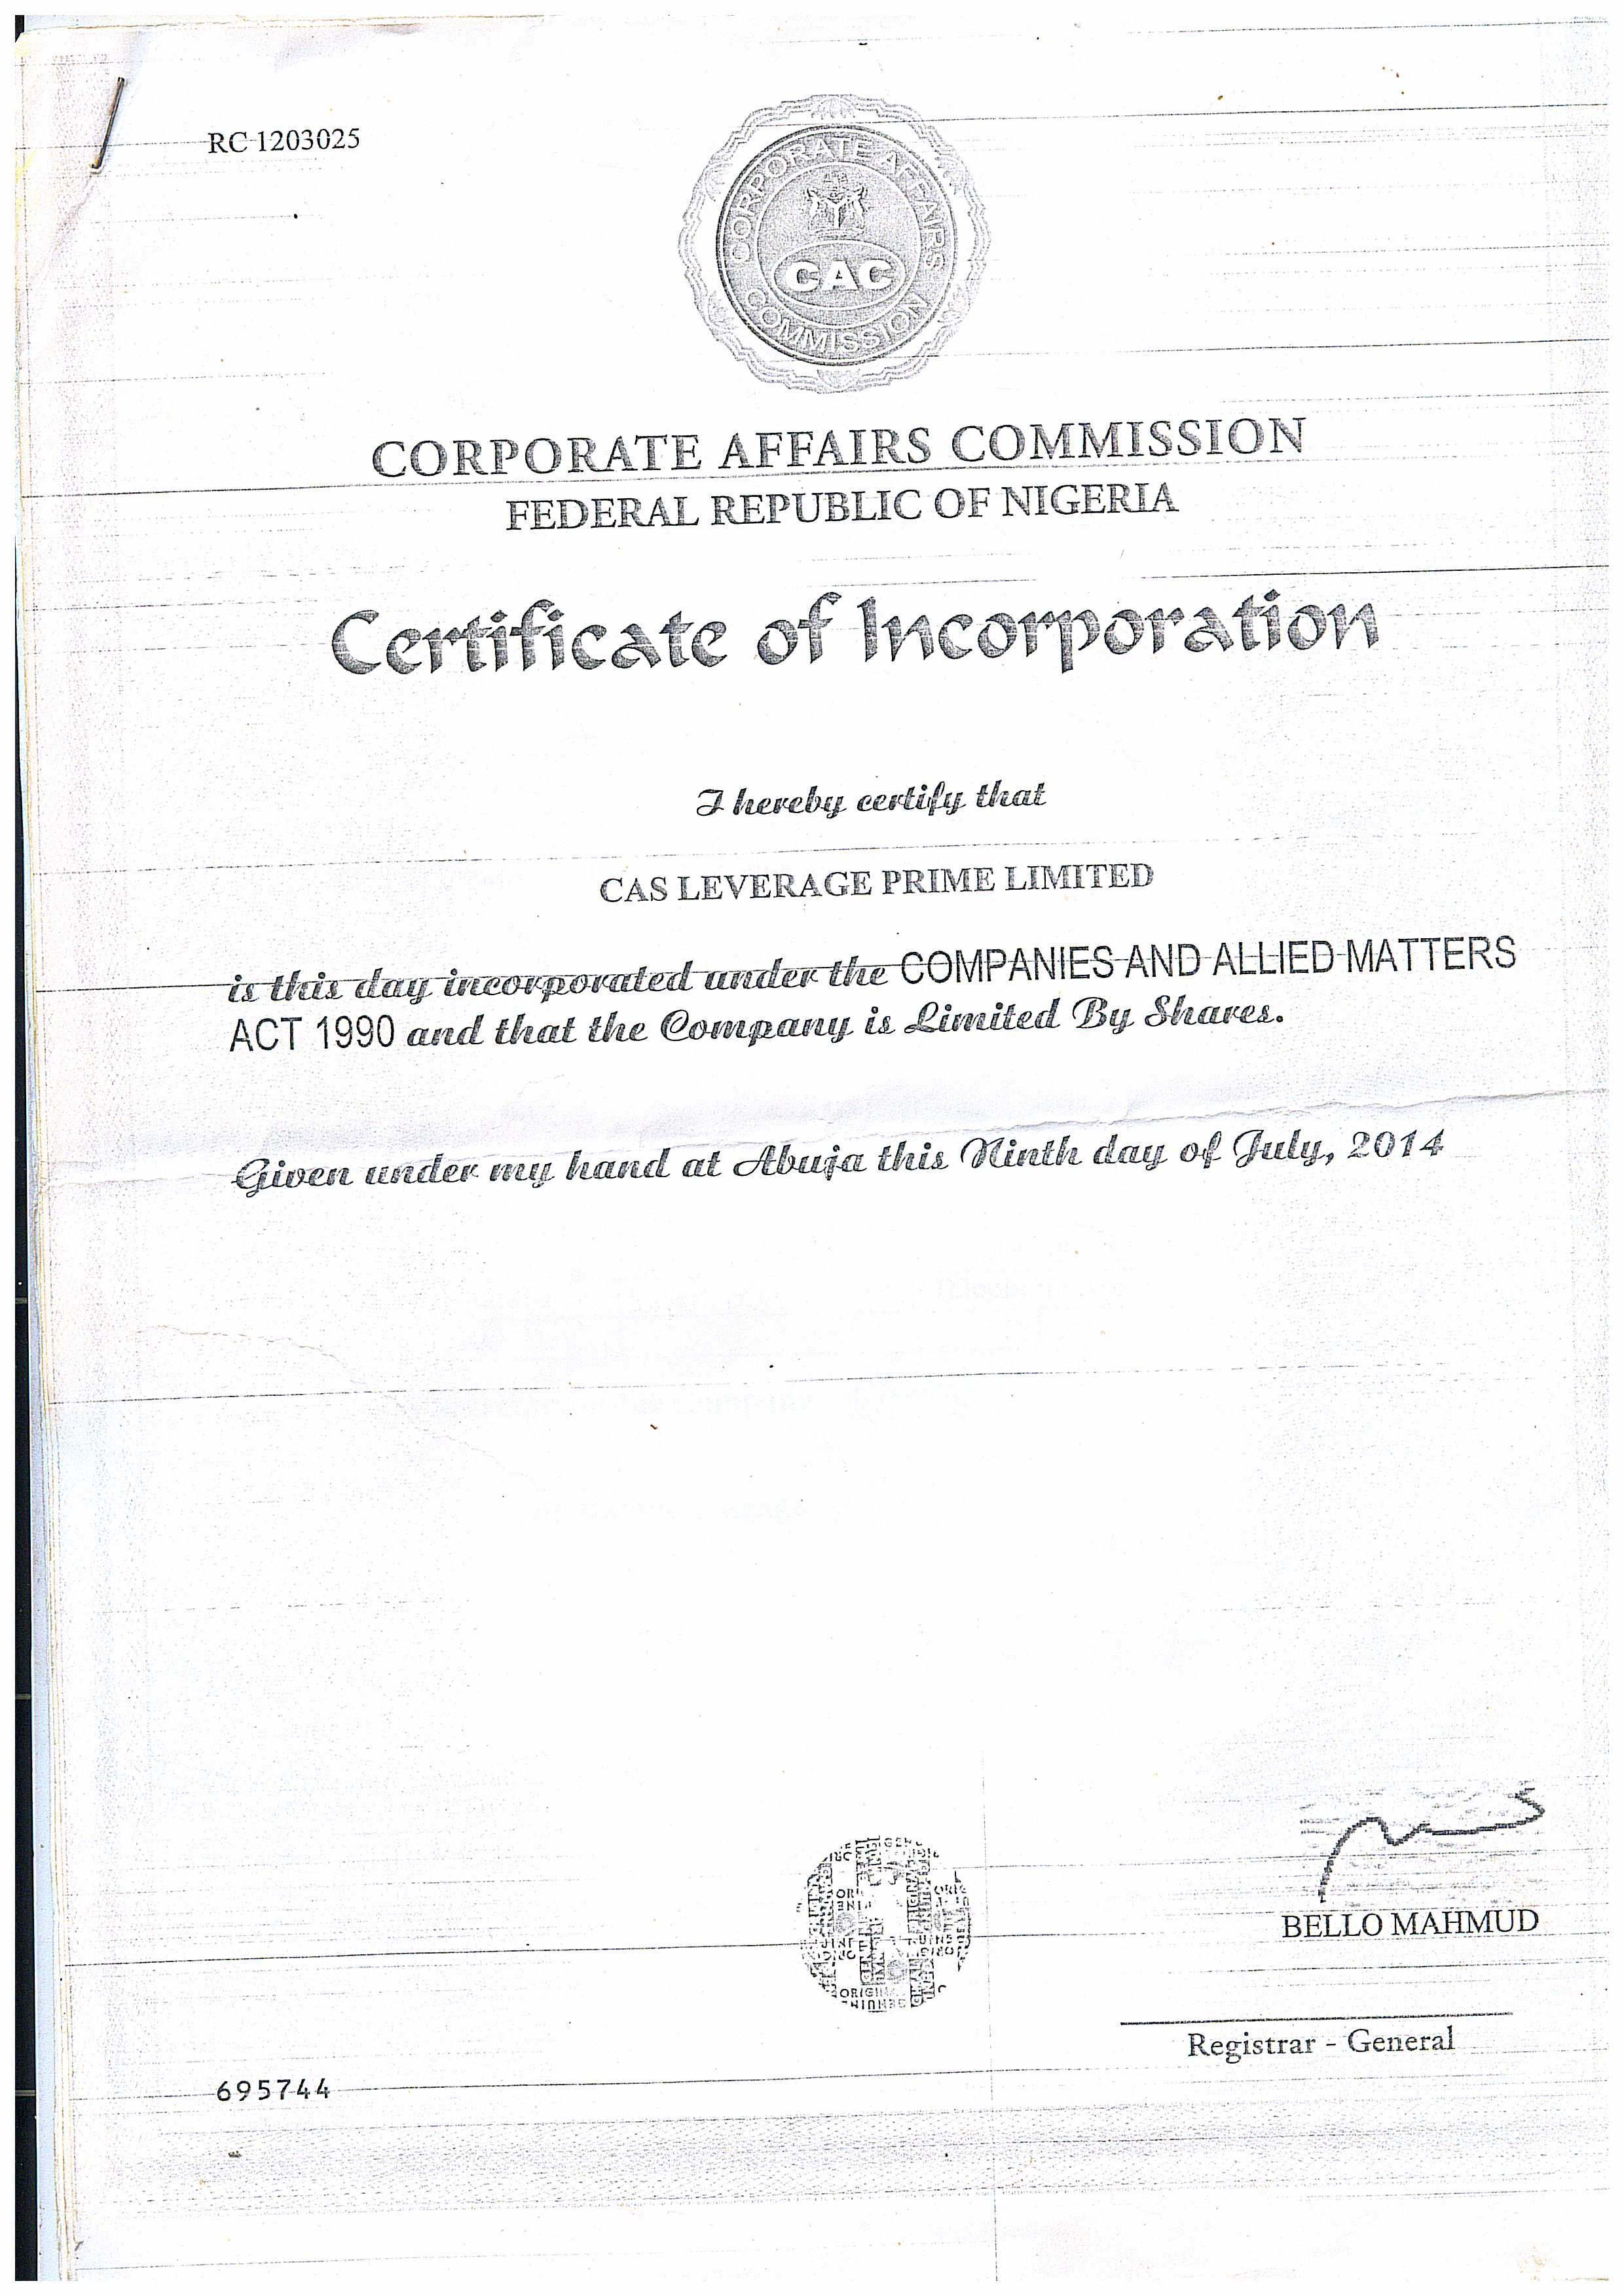 RC 1203025
CORPORATE AFFAIRS COMMISSION
CAC
CORPORATE AFFAIRS COMMISSION
FEDERAL REPUBLIC OF NIGERIA
Certificate of Incorporation
I hereby certify that
CAS LEVERAGE PRIME LIMITED
is this day incorporated under the COMPANIES AND ALLIED MATTERS
ACT 1990 and that the Company is Limited By Shares.
Given under my hand at Abuja this Ninth day of July, 2014
BELLO MAHMUD
Registrar - General
695744